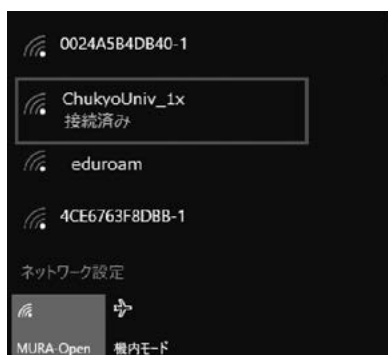 0024A5B4DB40-1
ChukyoUniv_1x
接続済み
eduroam
4CE6763F8DBB-1
ネットワーク設定
MURA-Open 機内モード